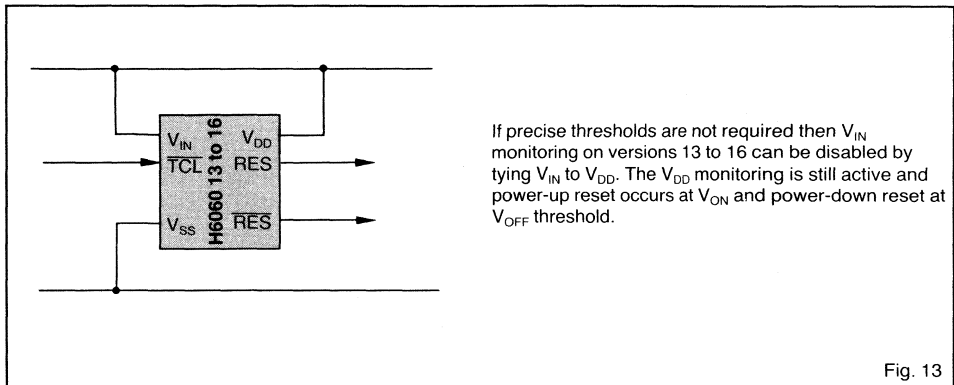 V_IN V_DD
T̅C̅L̅ RES
V_SS R̅E̅S̅
H6060 13 to 16
If precise thresholds are not required then V_IN
monitoring on versions 13 to 16 can be disabled by
tying V_IN to V_DD. The V_DD monitoring is still active and
power-up reset occurs at V_ON and power-down reset at
V_OFF threshold.
Fig. 13